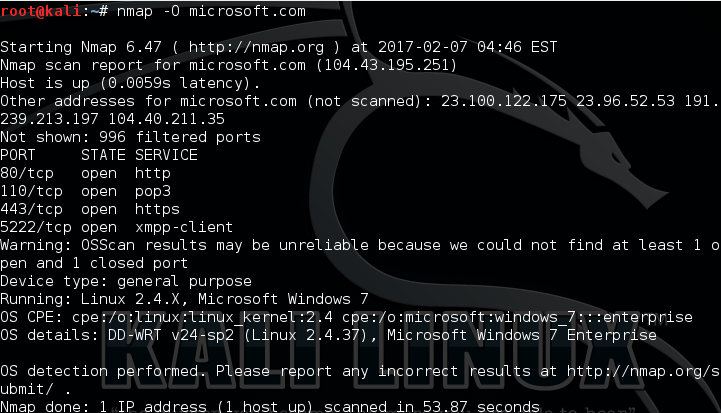 root@kali:~# nmap -O microsoft.com
Starting Nmap 6.47 ( http://nmap.org ) at 2017-02-07 04:46 EST
Nmap scan report for microsoft.com (104.43.195.251)
Host is up (0.0059s latency).
Other addresses for microsoft.com (not scanned): 23.100.122.175 23.96.52.53 191.
239.213.197 104.40.211.35
Not shown: 996 filtered ports
PORT     STATE SERVICE
80/tcp   open  http
110/tcp  open  pop3
443/tcp  open  https
5222/tcp open  xmpp-client
Warning: OSScan results may be unreliable because we could not find at least 1 o
pen and 1 closed port
Device type: general purpose
Running: Linux 2.4.X, Microsoft Windows 7
OS CPE: cpe:/o:linux:linux_kernel:2.4 cpe:/o:microsoft:windows_7:::enterprise
OS details: DD-WRT v24-sp2 (Linux 2.4.37), Microsoft Windows 7 Enterprise
KALI LINUX
OS detection performed. Please report any incorrect results at http://nmap.org/s
ubmit/ .
Nmap done: 1 IP address (1 host up) scanned in 53.87 seconds